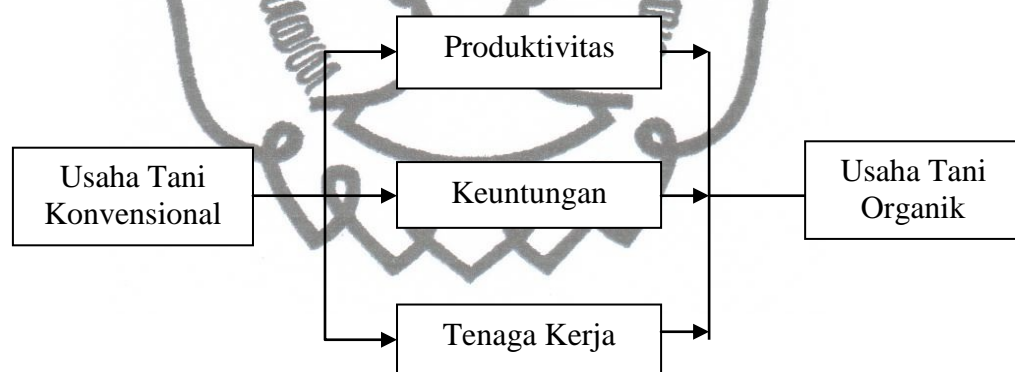 Produktivitas
Usaha Tani
Konvensional
Keuntungan
Usaha Tani
Organik
Tenaga Kerja